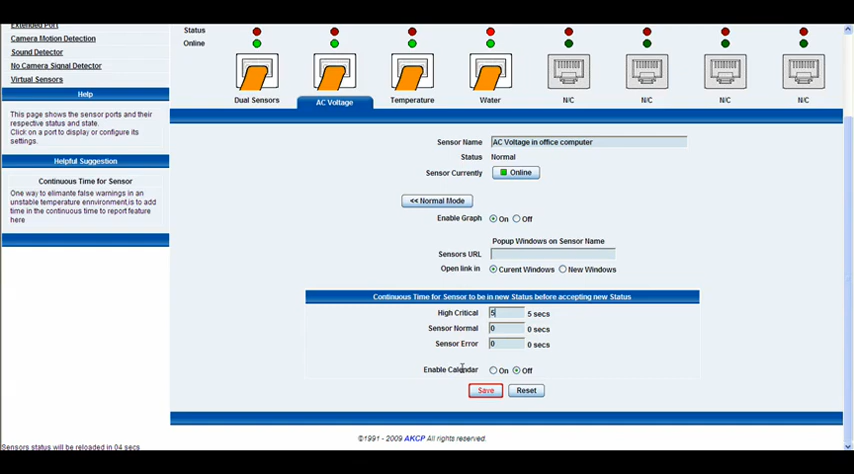 Extended Port
Camera Motion Detection
Sound Detector
No Camera Signal Detector
Virtual Sensors
Help
This page shows the sensor ports and their
respective status and state.
Click on a port to display or configure its
settings.
Helpful Suggestion
Continuous Time for Sensor
One way to elimante false warnings in an
unstable temperature ennvironment,is to add
time in the continuous time to report feature
here
Status
Online
Dual Sensors AC Voltage Temperature Water N/C N/C N/C N/C
Sensor Name AC Voltage in office computer
Status Normal
Sensor Currently Online
<< Normal Mode
Enable Graph On Off
Popup Windows on Sensor Name
Sensors URL
Open link in Curent Windows New Windows
Continuous Time for Sensor to be in new Status before accepting new Status
High Critical 5 5 secs
Sensor Normal 0 0 secs
Sensor Error 0 0 secs
Enable Calendar On Off
Save Reset
©1991 - 2009 AKCP All rights reserved.
Sensors status will be reloaded in 04 secs